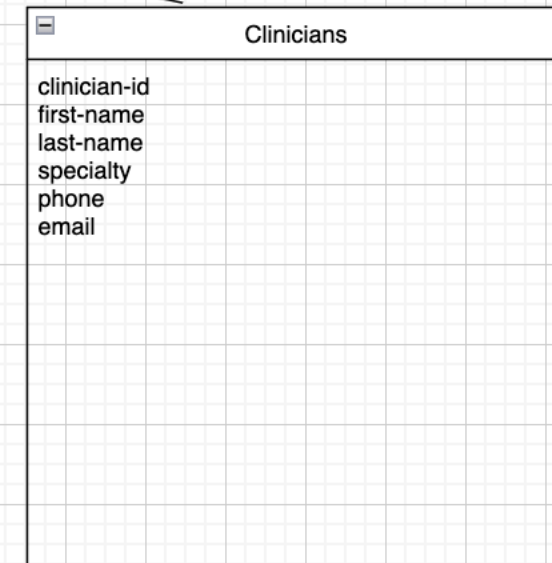 Clinicians
clinician-id
first-name
last-name
specialty
phone
email